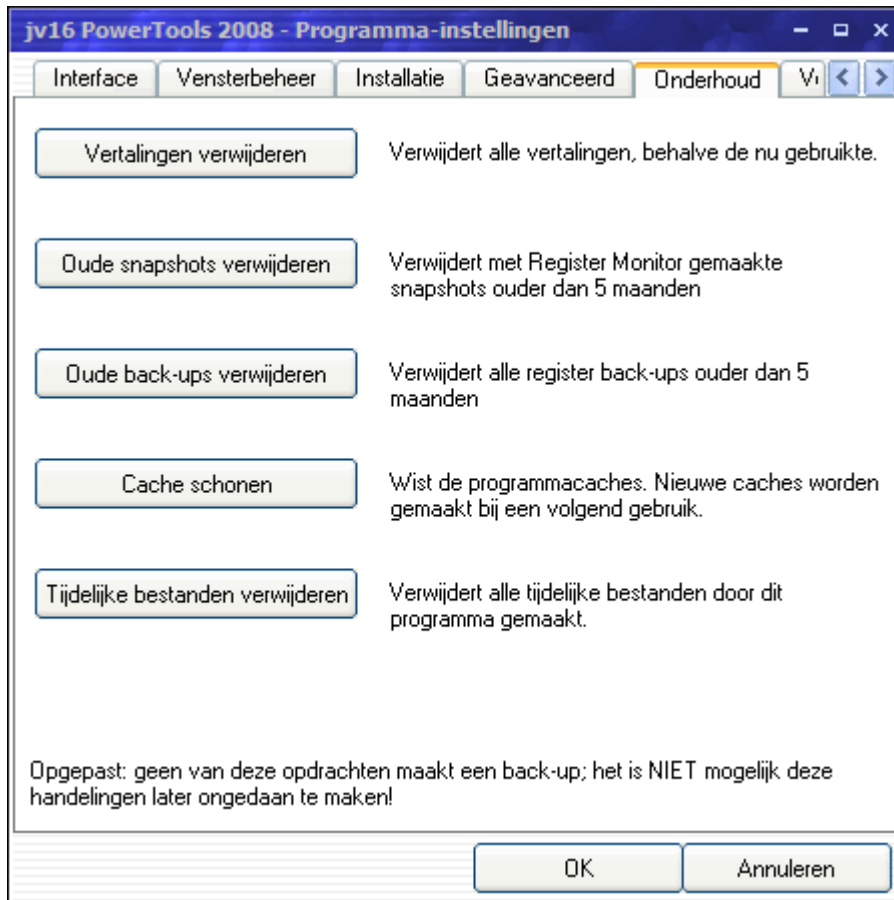 jv16 PowerTools 2008 - Programma-instellingen
Interface
Vensterbeheer
Installatie
Geavanceerd
Onderhoud
Vertalingen verwijderen
Verwijdert alle vertalingen, behalve de nu gebruikte.
Oude snapshots verwijderen
Verwijdert met Register Monitor gemaakte
snapshots ouder dan 5 maanden
Oude back-ups verwijderen
Verwijdert alle register back-ups ouder dan 5
maanden
Cache schonen
Wist de programmacaches. Nieuwe caches worden
gemaakt bij een volgend gebruik.
Tijdelijke bestanden verwijderen
Verwijdert alle tijdelijke bestanden door dit
programma gemaakt.
Opgepast: geen van deze opdrachten maakt een back-up; het is NIET mogelijk deze
handelingen later ongedaan te maken!
OK
Annuleren